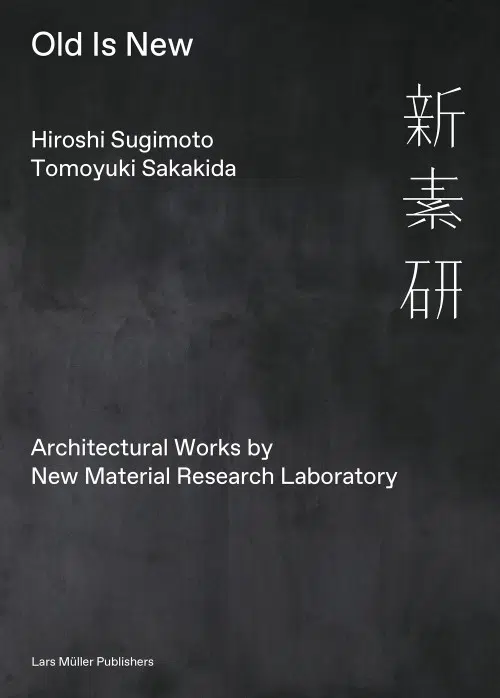 Old Is New
Hiroshi Sugimoto
Tomoyuki Sakakida
新素研
Architectural Works by
New Material Research Laboratory
Lars Müller Publishers